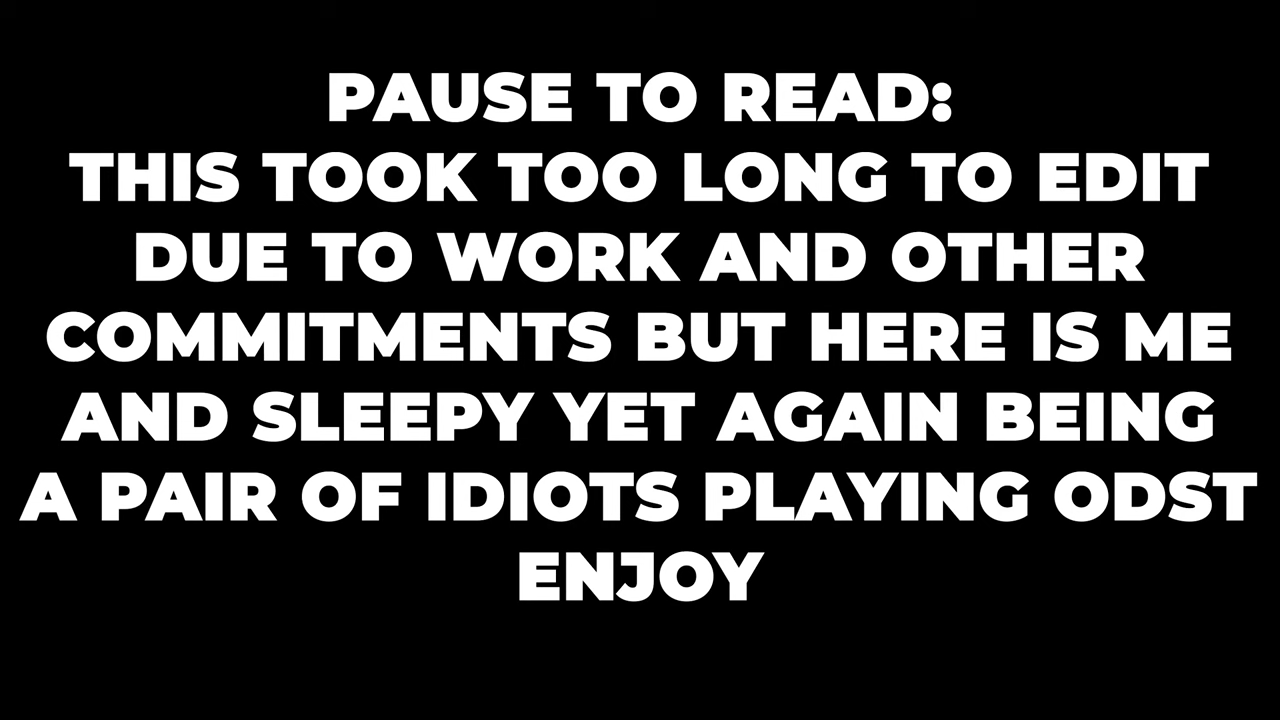 PAUSE TO READ:
THIS TOOK TOO LONG TO EDIT
DUE TO WORK AND OTHER
COMMITMENTS BUT HERE IS ME
AND SLEEPY YET AGAIN BEING
A PAIR OF IDIOTS PLAYING ODST
ENJOY